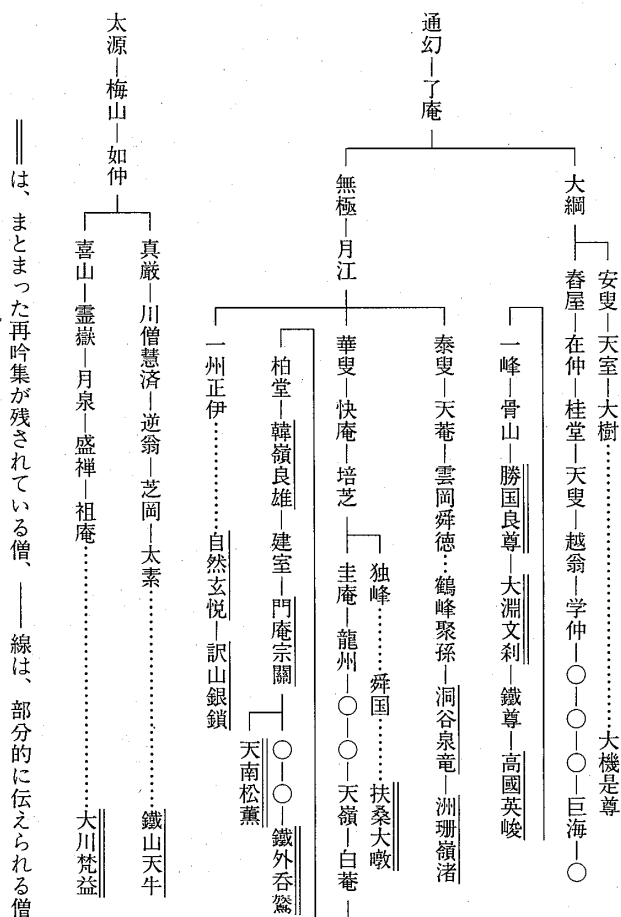 通幻―了庵
大綱
安叟―天室―大樹………………大機是尊
舂屋―在仲―桂堂―天叟―越翁―学仲―○―○―○―巨海―○
一峰―骨山―勝国良尊―大淵文刹―鐵尊―高國英峻
無極―月江
泰叟―天菴―雲岡舜徳…鶴峰聚孫―洞谷泉竜―洲珊嶺渚
華叟―快庵―培芝
独峰………舜国………扶桑大暾
圭庵―龍州―○―○―天嶺―白菴
柏堂―韓嶺良雄―建室―門庵宗關
○―○―鐵外呑鷟
天南松薫
一州正伊………………自然玄悦―訳山銀鎖
太源―梅山―如仲
真厳―川僧慧済―逆翁―芝岡―太素………………鐵山天牛
喜山―霊嶽―月泉―盛禅―祖庵………………大川梵益
＝＝は、まとまった再吟集が残されている僧、――線は、部分的に伝えられる僧